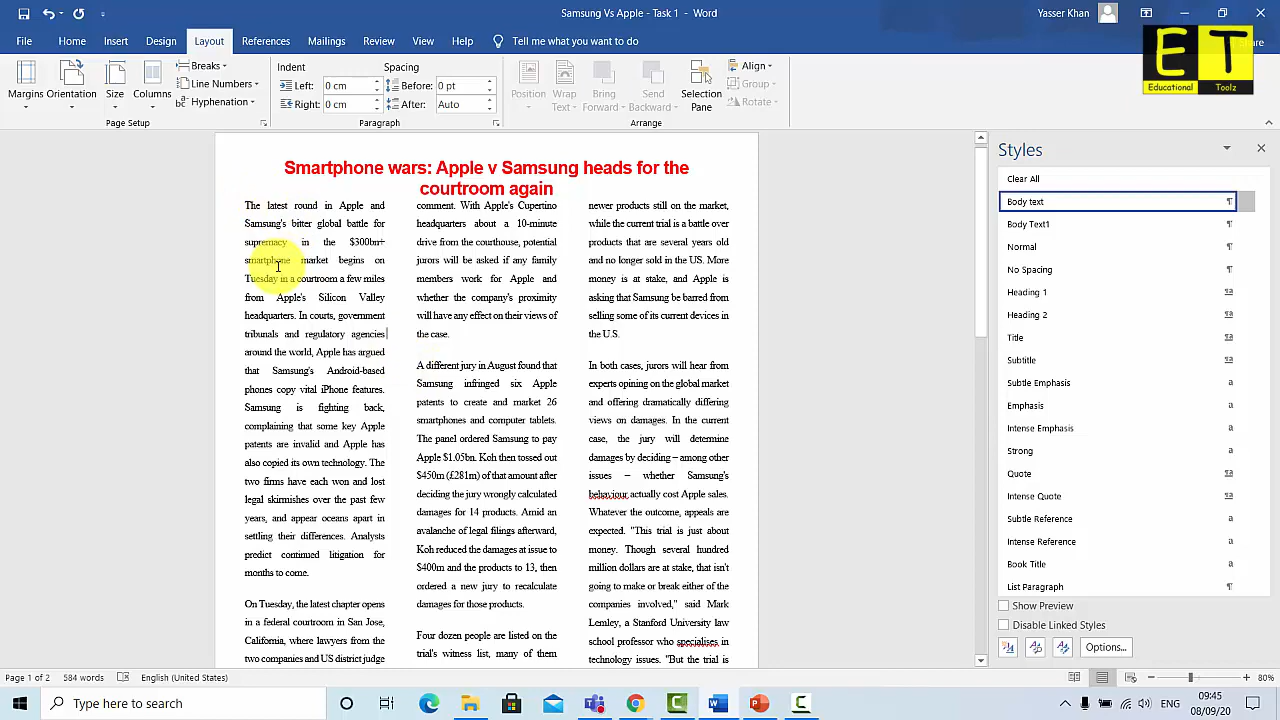 Samsung Vs Apple - Task 1 - Word
Yasser Khan
File Home Insert Design Layout References Mailings Review View Help Tell me what you want to do
Share
ET
Educational Toolz
Margins Orientation Size Columns
Breaks
Line Numbers
Hyphenation
Page Setup
Indent
Left: 0 cm
Right: 0 cm
Spacing
Before: 0 pt
After: Auto
Paragraph
Position Wrap Text Bring Forward Send Backward Selection Pane
Align
Group
Rotate
Arrange
Smartphone wars: Apple v Samsung heads for the
courtroom again
The latest round in Apple and
Samsung's bitter global battle for
supremacy in the $300bn+
smartphone market begins on
Tuesday in a courtroom a few miles
from Apple's Silicon Valley
headquarters. In courts, government
tribunals and regulatory agencies
around the world, Apple has argued
that Samsung's Android-based
phones copy vital iPhone features.
Samsung is fighting back,
complaining that some key Apple
patents are invalid and Apple has
also copied its own technology. The
two firms have each won and lost
legal skirmishes over the past few
years, and appear oceans apart in
settling their differences. Analysts
predict continued litigation for
months to come.
On Tuesday, the latest chapter opens
in a federal courtroom in San Jose,
California, where lawyers from the
two companies and US district judge
comment. With Apple's Cupertino
headquarters about a 10-minute
drive from the courthouse, potential
jurors will be asked if any family
members work for Apple and
whether the company's proximity
will have any effect on their views of
the case.
A different jury in August found that
Samsung infringed six Apple
patents to create and market 26
smartphones and computer tablets.
The panel ordered Samsung to pay
Apple $1.05bn. Koh then tossed out
$450m (£281m) of that amount after
deciding the jury wrongly calculated
damages for 14 products. Amid an
avalanche of legal filings afterward,
Koh reduced the damages at issue to
$400m and the products to 13, then
ordered a new jury to recalculate
damages for those products.
Four dozen people are listed on the
trial's witness list, many of them
newer products still on the market,
while the current trial is a battle over
products that are several years old
and no longer sold in the US. More
money is at stake, and Apple is
asking that Samsung be barred from
selling some of its current devices in
the U.S.
In both cases, jurors will hear from
experts opining on the global market
and offering dramatically differing
views on damages. In the current
case, the jury will determine
damages by deciding – among other
issues – whether Samsung's
behaviour actually cost Apple sales.
Whatever the outcome, appeals are
expected. "This trial is just about
money. Though several hundred
million dollars are at stake, that isn't
going to make or break either of the
companies involved," said Mark
Lemley, a Stanford University law
school professor who specialises in
technology issues. "But the trial is
Styles
Clear All
Body text
Body Text1
Normal
No Spacing
Heading 1
Heading 2
Title
Subtitle
Subtle Emphasis
Emphasis
Intense Emphasis
Strong
Quote
Intense Quote
Subtle Reference
Intense Reference
Book Title
List Paragraph
Show Preview
Disable Linked Styles
Options...
Page 1 of 2 584 words English (United States)
80%
Type here to search
09:45
08/09/20